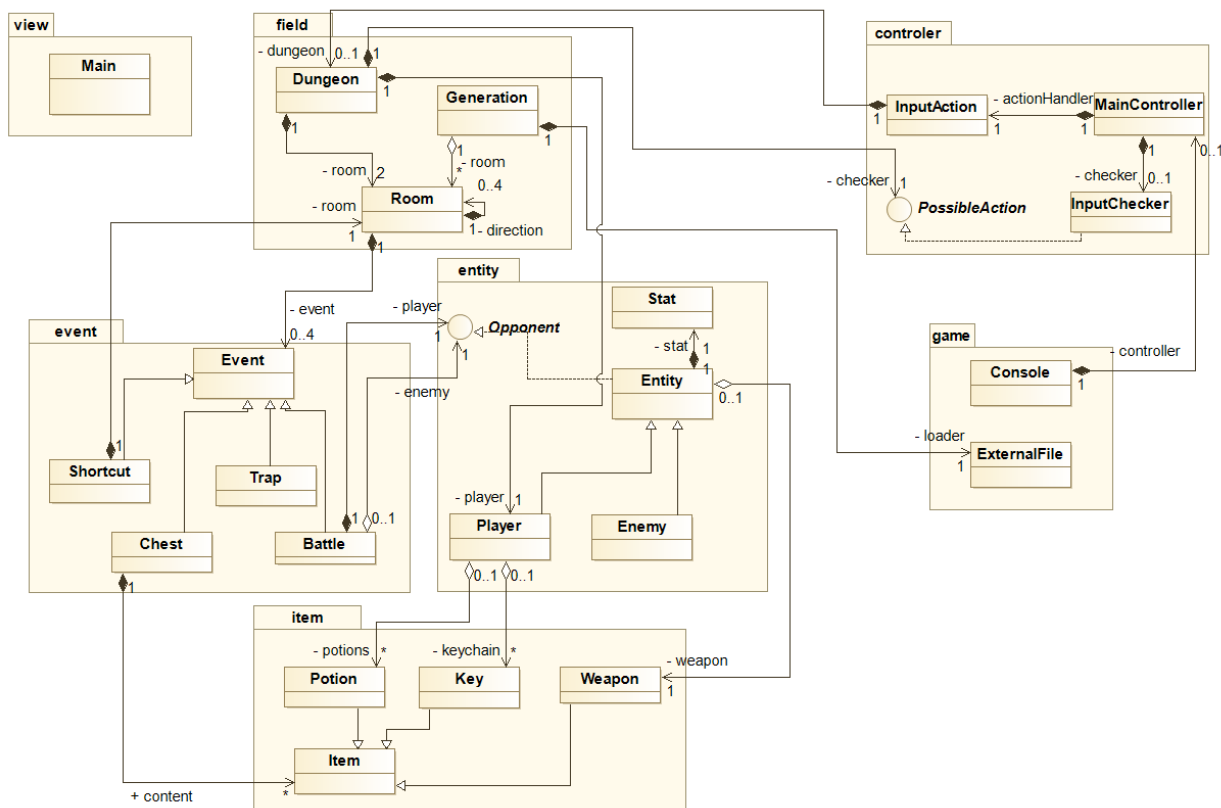 view
Main
field
- dungeon
0..1
1
Dungeon
1
1
Generation
1
1
- room
*
- room
2
0..4
- room
Room
1
1
- direction
1
controler
InputAction
- actionHandler
MainController
1
1
1
1
0..1
- checker
0..1
- checker
1
PossibleAction
InputChecker
entity
Stat
- player
Opponent
1
1
- stat
1
1
- enemy
Entity
0..1
- event
0..4
event
Event
1
Shortcut
Trap
Chest
1
1
0..1
Battle
- player
1
Player
Enemy
0..1
0..1
game
- controller
Console
1
- loader
1
ExternalFile
item
- potions
*
- keychain
*
- weapon
1
Potion
Key
Weapon
Item
+ content
*